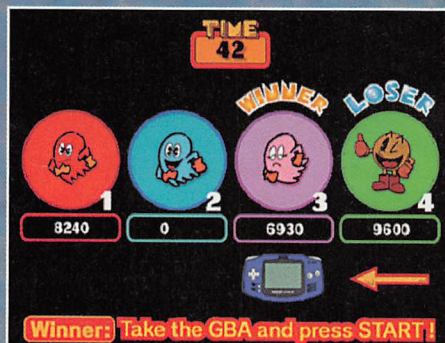 TIME
42
WINNER LOSER
1 2 3 4
8240 0 6930 9600
Winner: Take the GBA and press START!